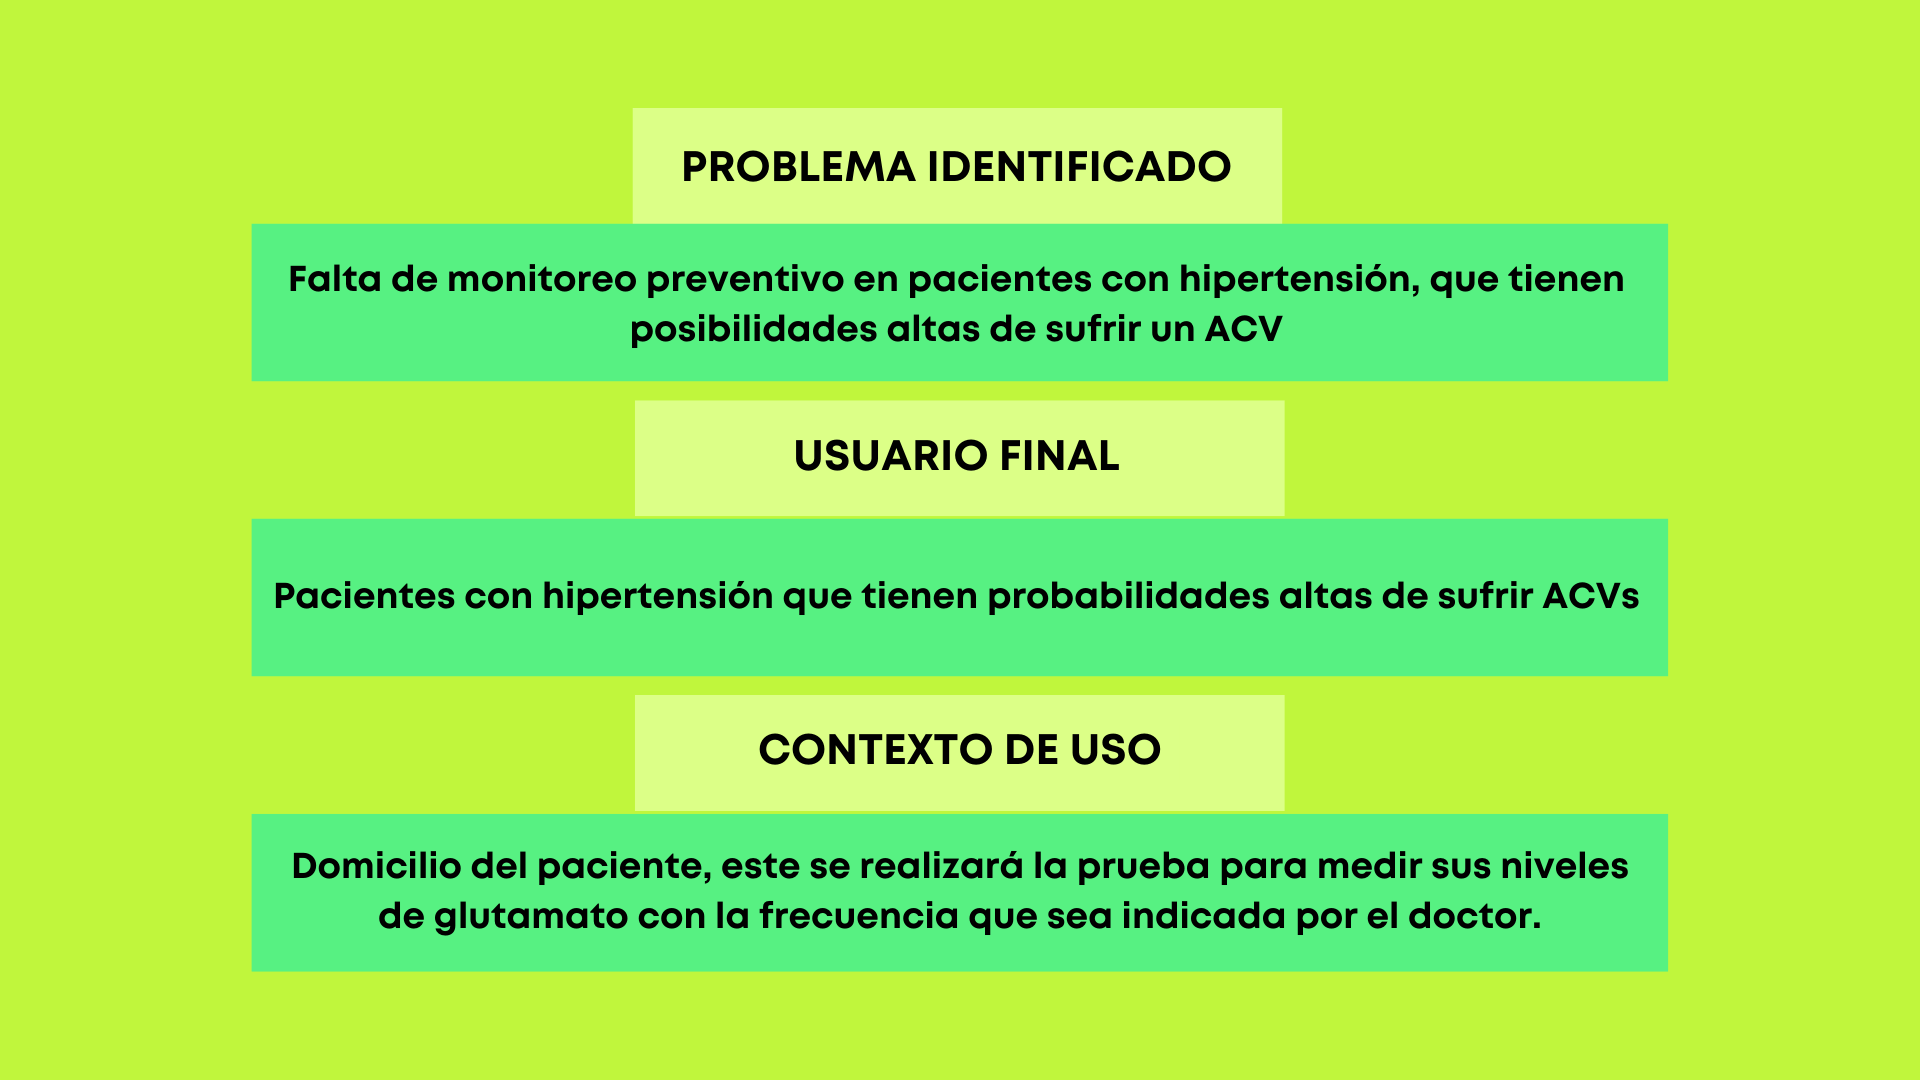 PROBLEMA IDENTIFICADO
Falta de monitoreo preventivo en pacientes con hipertensión, que tienen
posibilidades altas de sufrir un ACV
USUARIO FINAL
Pacientes con hipertensión que tienen probabilidades altas de sufrir ACVs
CONTEXTO DE USO
Domicilio del paciente, este se realizará la prueba para medir sus niveles
de glutamato con la frecuencia que sea indicada por el doctor.